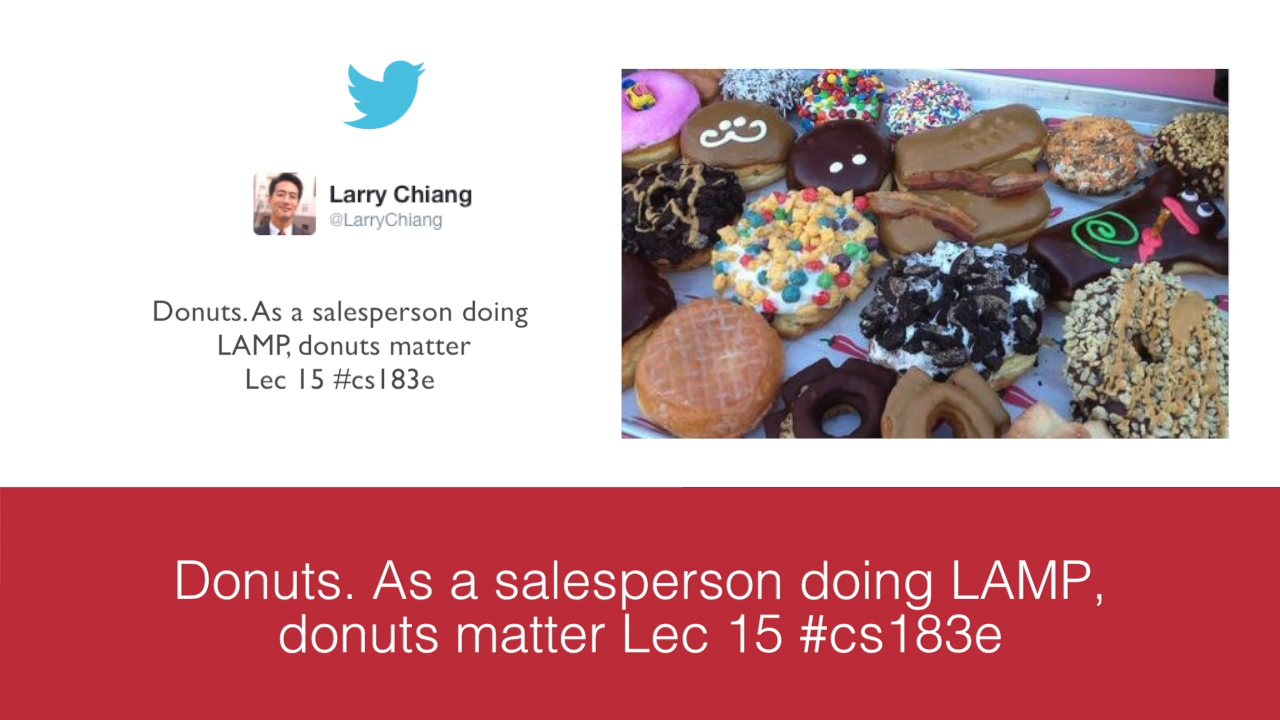 Larry Chiang
@LarryChiang
Donuts. As a salesperson doing
LAMP, donuts matter
Lec 15 #cs183e
Donuts. As a salesperson doing LAMP,
donuts matter Lec 15 #cs183e